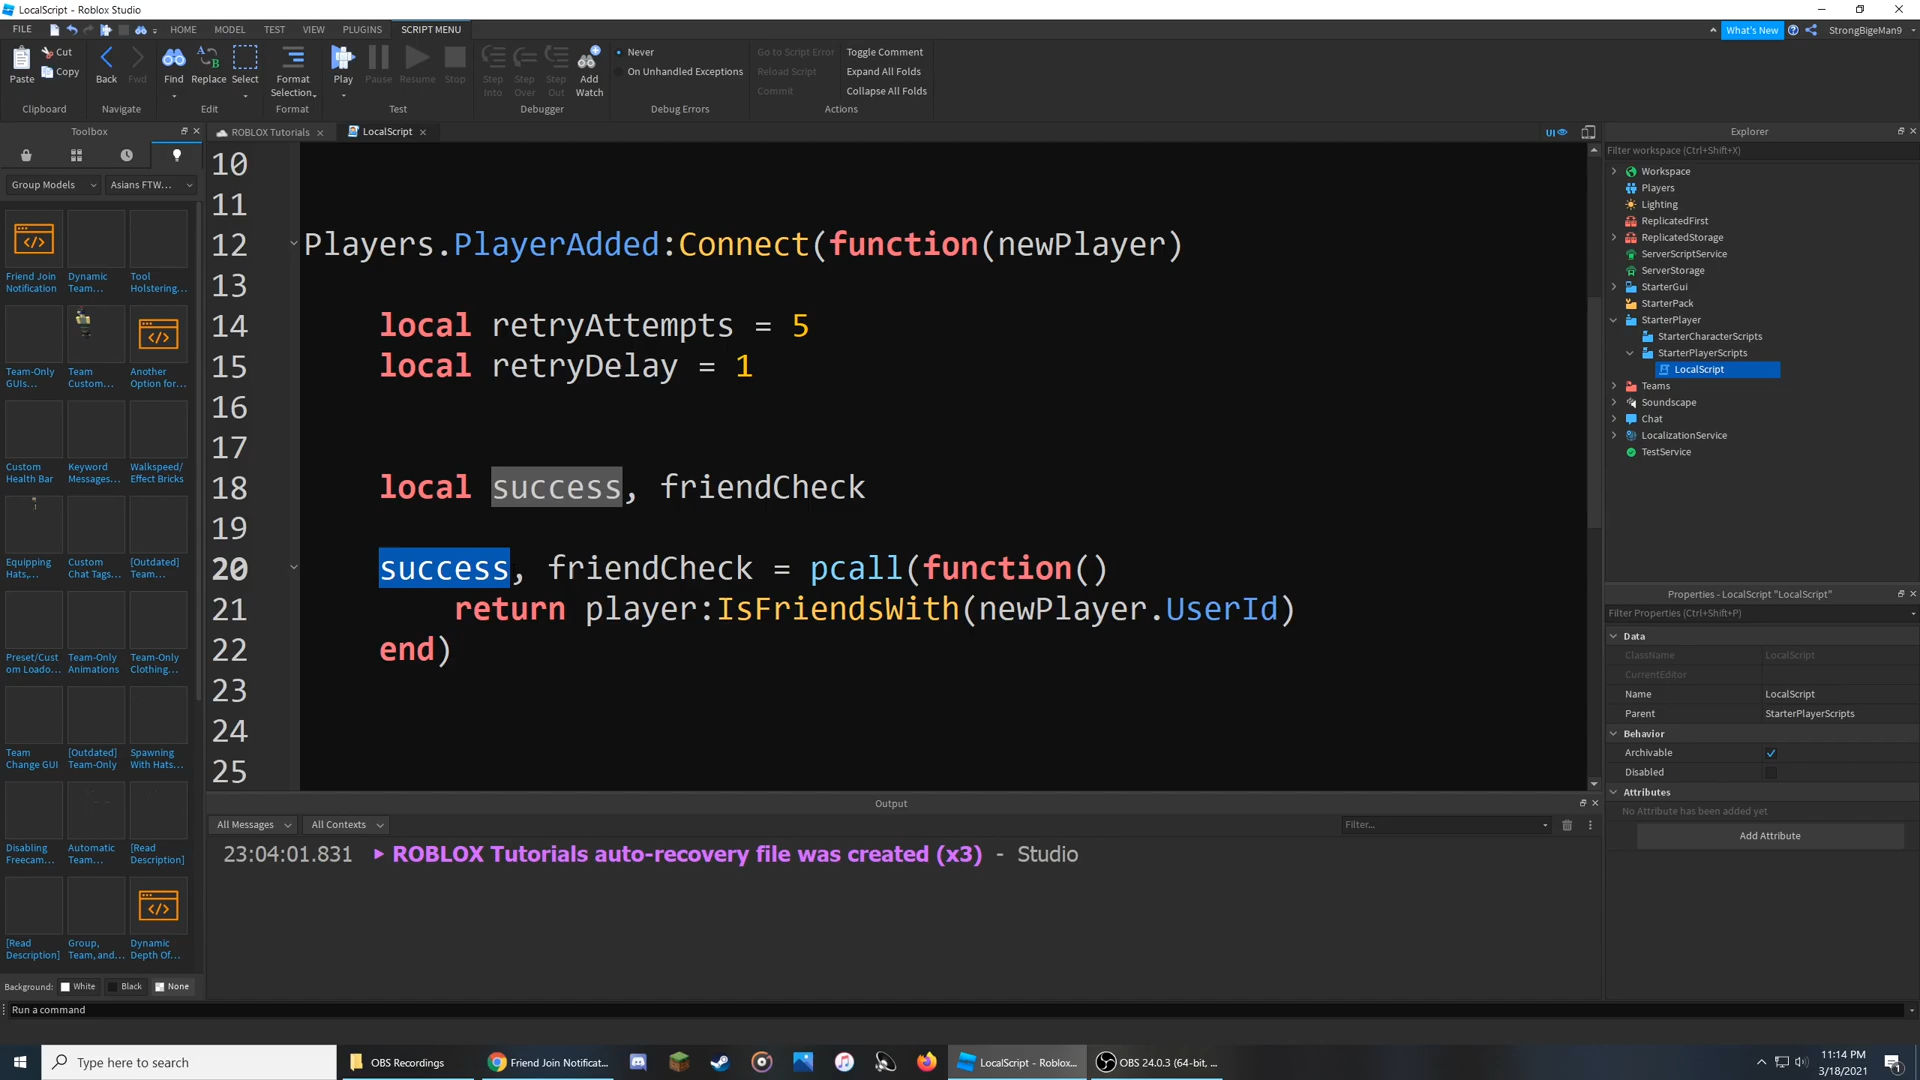 LocalScript - Roblox Studio
FILE HOME MODEL TEST VIEW PLUGINS SCRIPT MENU What's New StrongBigeMan9
Paste Cut Copy
Clipboard
Back Fwd
Navigate
Find Replace Select
Edit
Format Selection
Format
Play Pause Resume Stop
Test
Step Into Step Over Step Out Add Watch
Debugger
Never
On Unhandled Exceptions
Debug Errors
Go to Script Error
Reload Script
Commit
Toggle Comment
Expand All Folds
Collapse All Folds
Actions
Toolbox
Group Models Asians FTW...
Friend Join Notification
Dynamic Team...
Tool Holstering...
Team-Only GUIs...
Team Custom...
Another Option for...
Custom Health Bar
Keyword Messages...
Walkspeed/ Effect Bricks
Equipping Hats,...
Custom Chat Tags...
[Outdated] Team...
Preset/Cust om Loado...
Team-Only Animations
Team-Only Clothing...
Team Change GUI
[Outdated] Team-Only
Spawning With Hats...
Disabling Freecam...
Automatic Team...
[Read Description]
[Read Description]
Group, Team, and...
Dynamic Depth Of...
Background: White Black None
ROBLOX Tutorials LocalScript UI
10
11
12 Players.PlayerAdded:Connect(function(newPlayer)
13
14 local retryAttempts = 5
15 local retryDelay = 1
16
17
18 local success, friendCheck
19
20 success, friendCheck = pcall(function()
21 return player:IsFriendsWith(newPlayer.UserId)
22 end)
23
24
25
Output
All Messages All Contexts Filter...
23:04:01.831 ROBLOX Tutorials auto-recovery file was created (x3) - Studio
Explorer
Filter workspace (Ctrl+Shift+X)
Workspace
Players
Lighting
ReplicatedFirst
ReplicatedStorage
ServerScriptService
ServerStorage
StarterGui
StarterPack
StarterPlayer
StarterCharacterScripts
StarterPlayerScripts
LocalScript
Teams
Soundscape
Chat
LocalizationService
TestService
Properties - LocalScript "LocalScript"
Filter Properties (Ctrl+Shift+P)
Data
ClassName LocalScript
CurrentEditor
Name LocalScript
Parent StarterPlayerScripts
Behavior
Archivable
Disabled
Attributes
No Attribute has been added yet
Add Attribute
Run a command
Type here to search
OBS Recordings
Friend Join Notificat...
LocalScript - Roblox...
OBS 24.0.3 (64-bit, ...
11:14 PM
3/18/2021
1